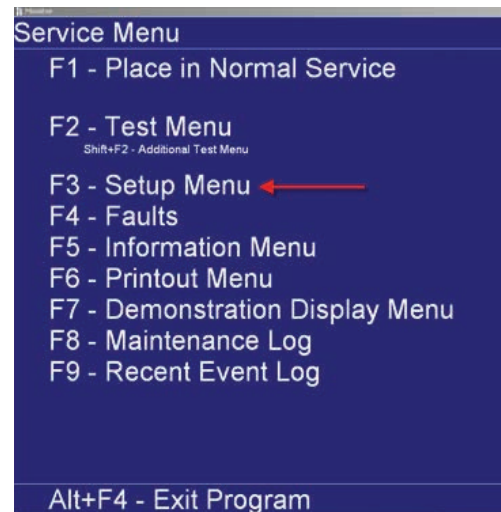 Monitor
Service Menu
F1 - Place in Normal Service
F2 - Test Menu
Shift+F2 - Additional Test Menu
F3 - Setup Menu
F4 - Faults
F5 - Information Menu
F6 - Printout Menu
F7 - Demonstration Display Menu
F8 - Maintenance Log
F9 - Recent Event Log
Alt+F4 - Exit Program